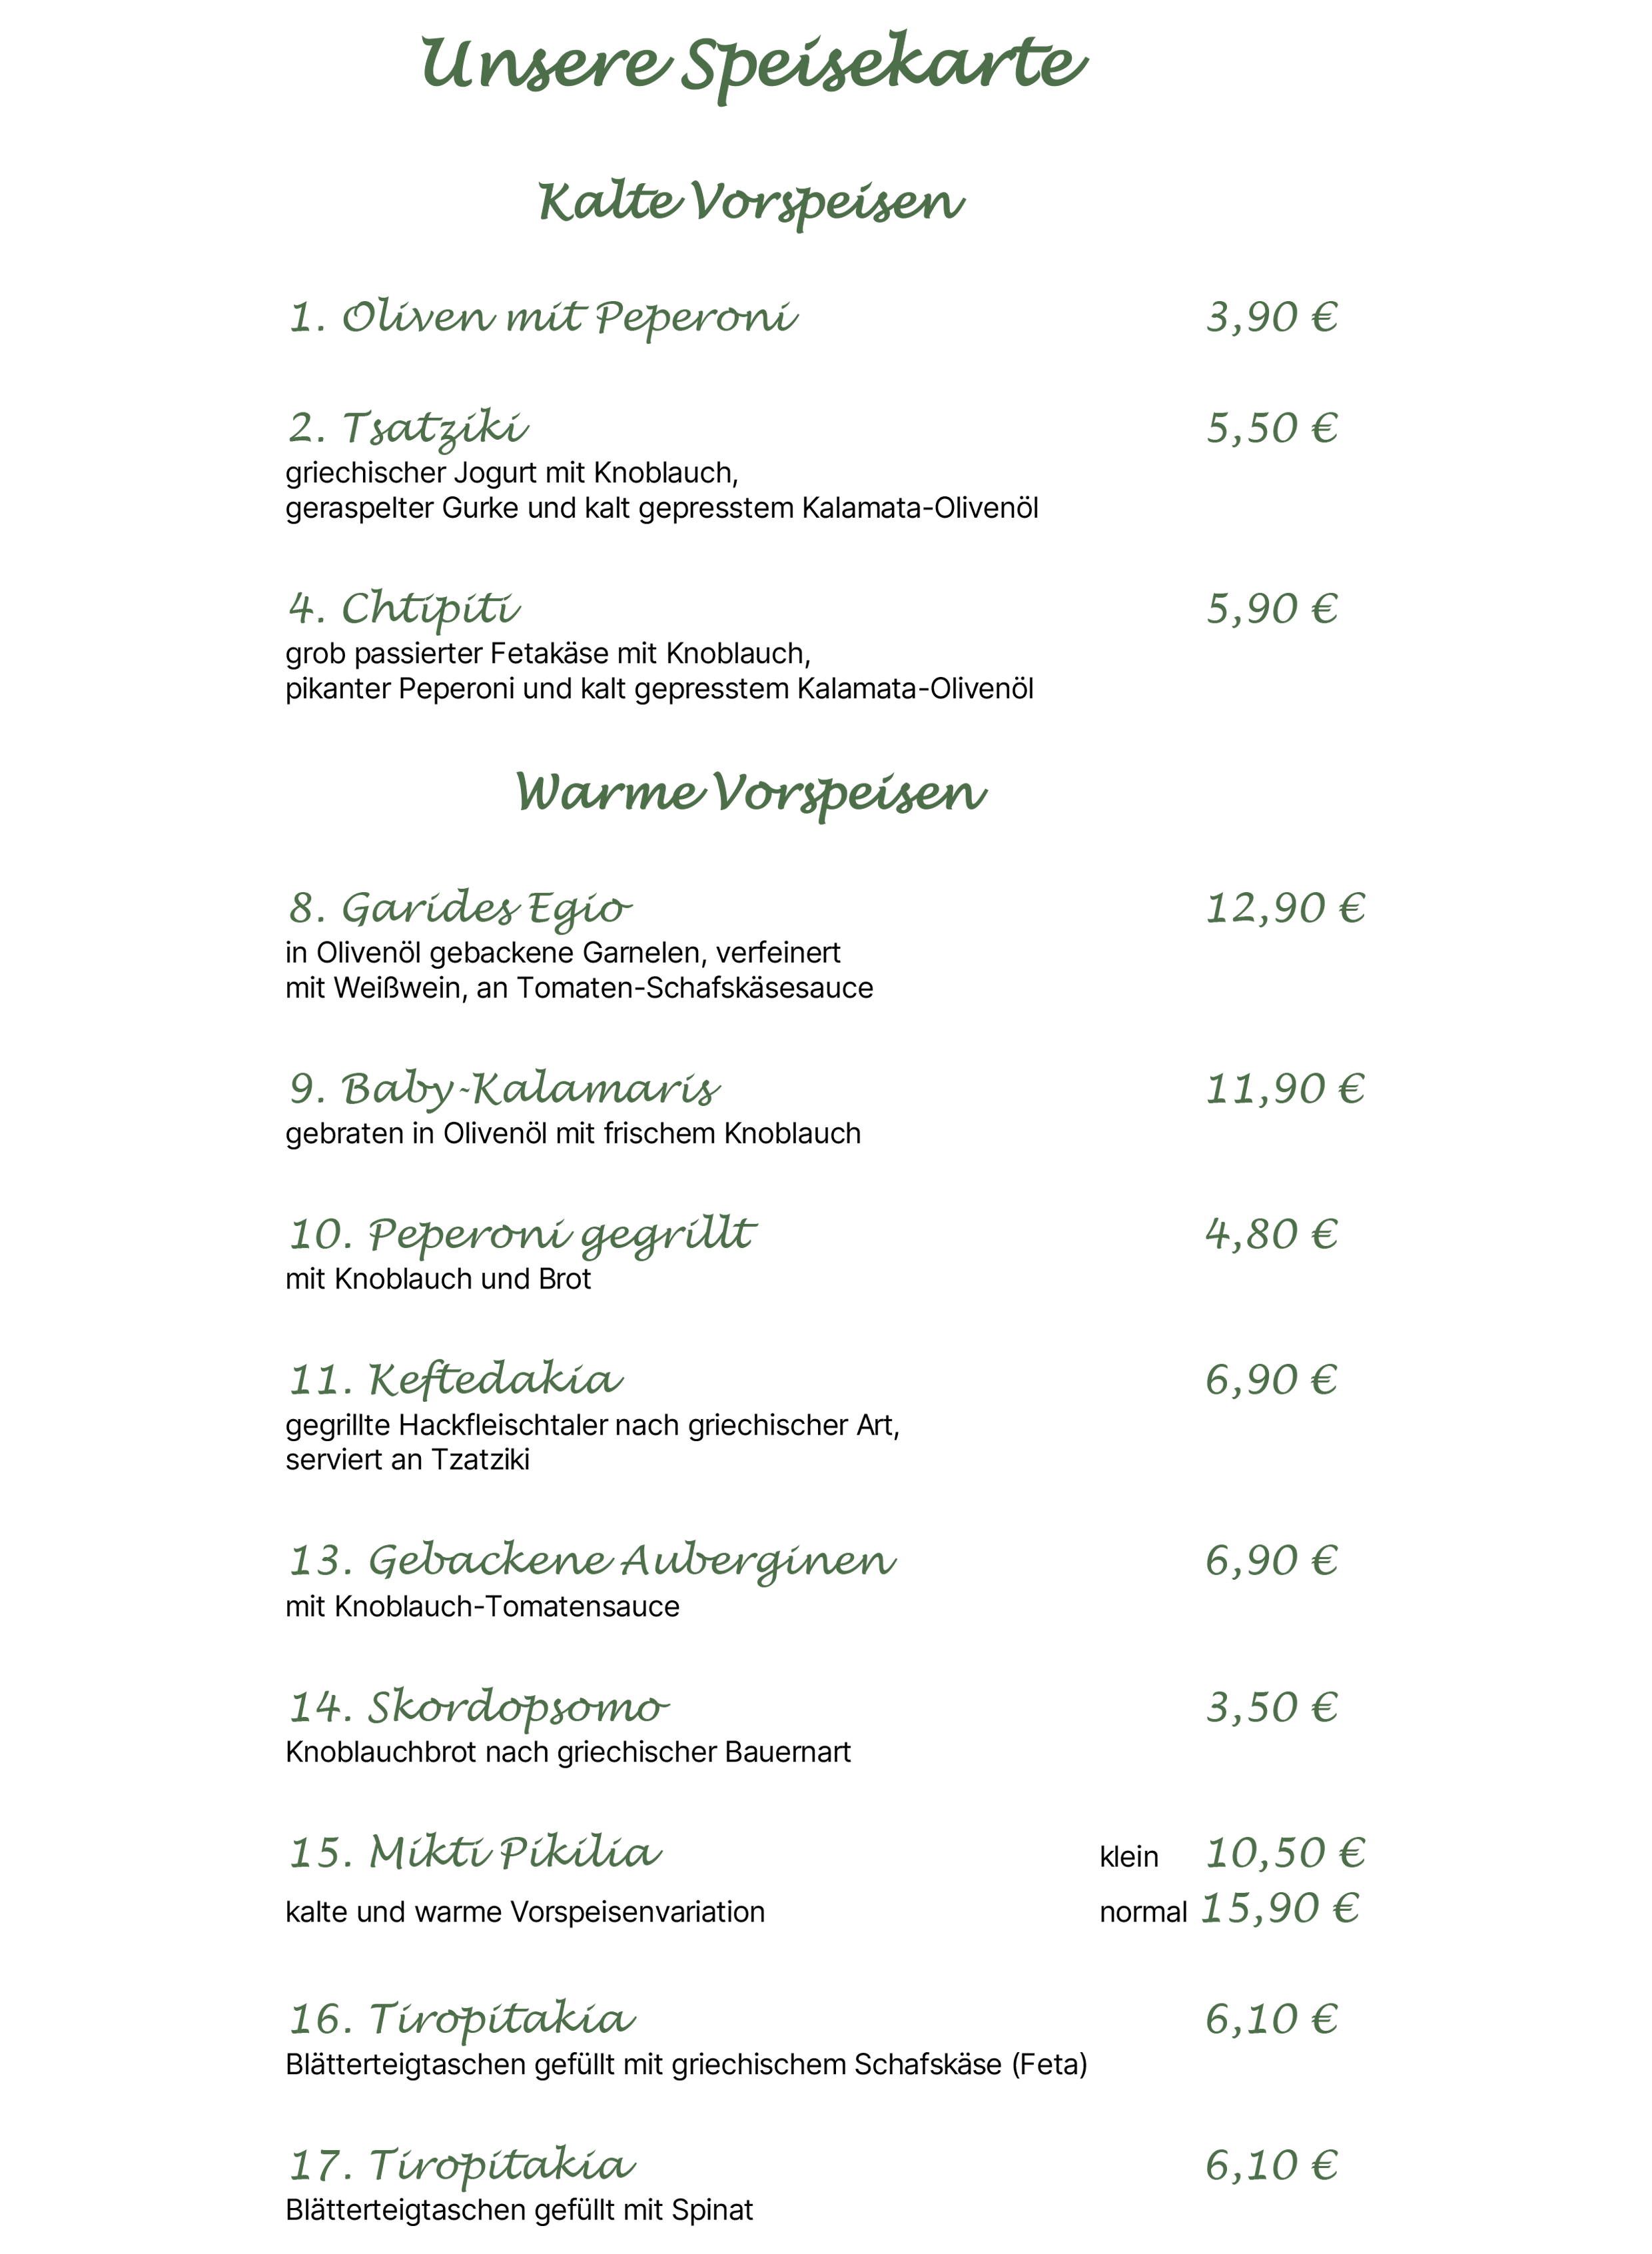 Unsere Speisekarte
Kalte Vorspeisen
1. Oliven mit Peperoni 3,90 €
2. Tsatziki 5,50 €
griechischer Jogurt mit Knoblauch,
geraspelter Gurke und kalt gepresstem Kalamata-Olivenöl
4. Chtipiti 5,90 €
grob passierter Fetakäse mit Knoblauch,
pikanter Peperoni und kalt gepresstem Kalamata-Olivenöl
Warme Vorspeisen
8. Garides Egio 12,90 €
in Olivenöl gebackene Garnelen, verfeinert
mit Weißwein, an Tomaten-Schafskäsesauce
9. Baby-Kalamaris 11,90 €
gebraten in Olivenöl mit frischem Knoblauch
10. Peperoni gegrillt 4,80 €
mit Knoblauch und Brot
11. Keftedakia 6,90 €
gegrillte Hackfleischtaler nach griechischer Art,
serviert an Tzatziki
13. Gebackene Auberginen 6,90 €
mit Knoblauch-Tomatensauce
14. Skordopsomo 3,50 €
Knoblauchbrot nach griechischer Bauernart
15. Mikti Pikilia klein 10,50 €
kalte und warme Vorspeisenvariation normal 15,90 €
16. Tiropitakia 6,10 €
Blätterteigtaschen gefüllt mit griechischem Schafskäse (Feta)
17. Tiropitakia 6,10 €
Blätterteigtaschen gefüllt mit Spinat